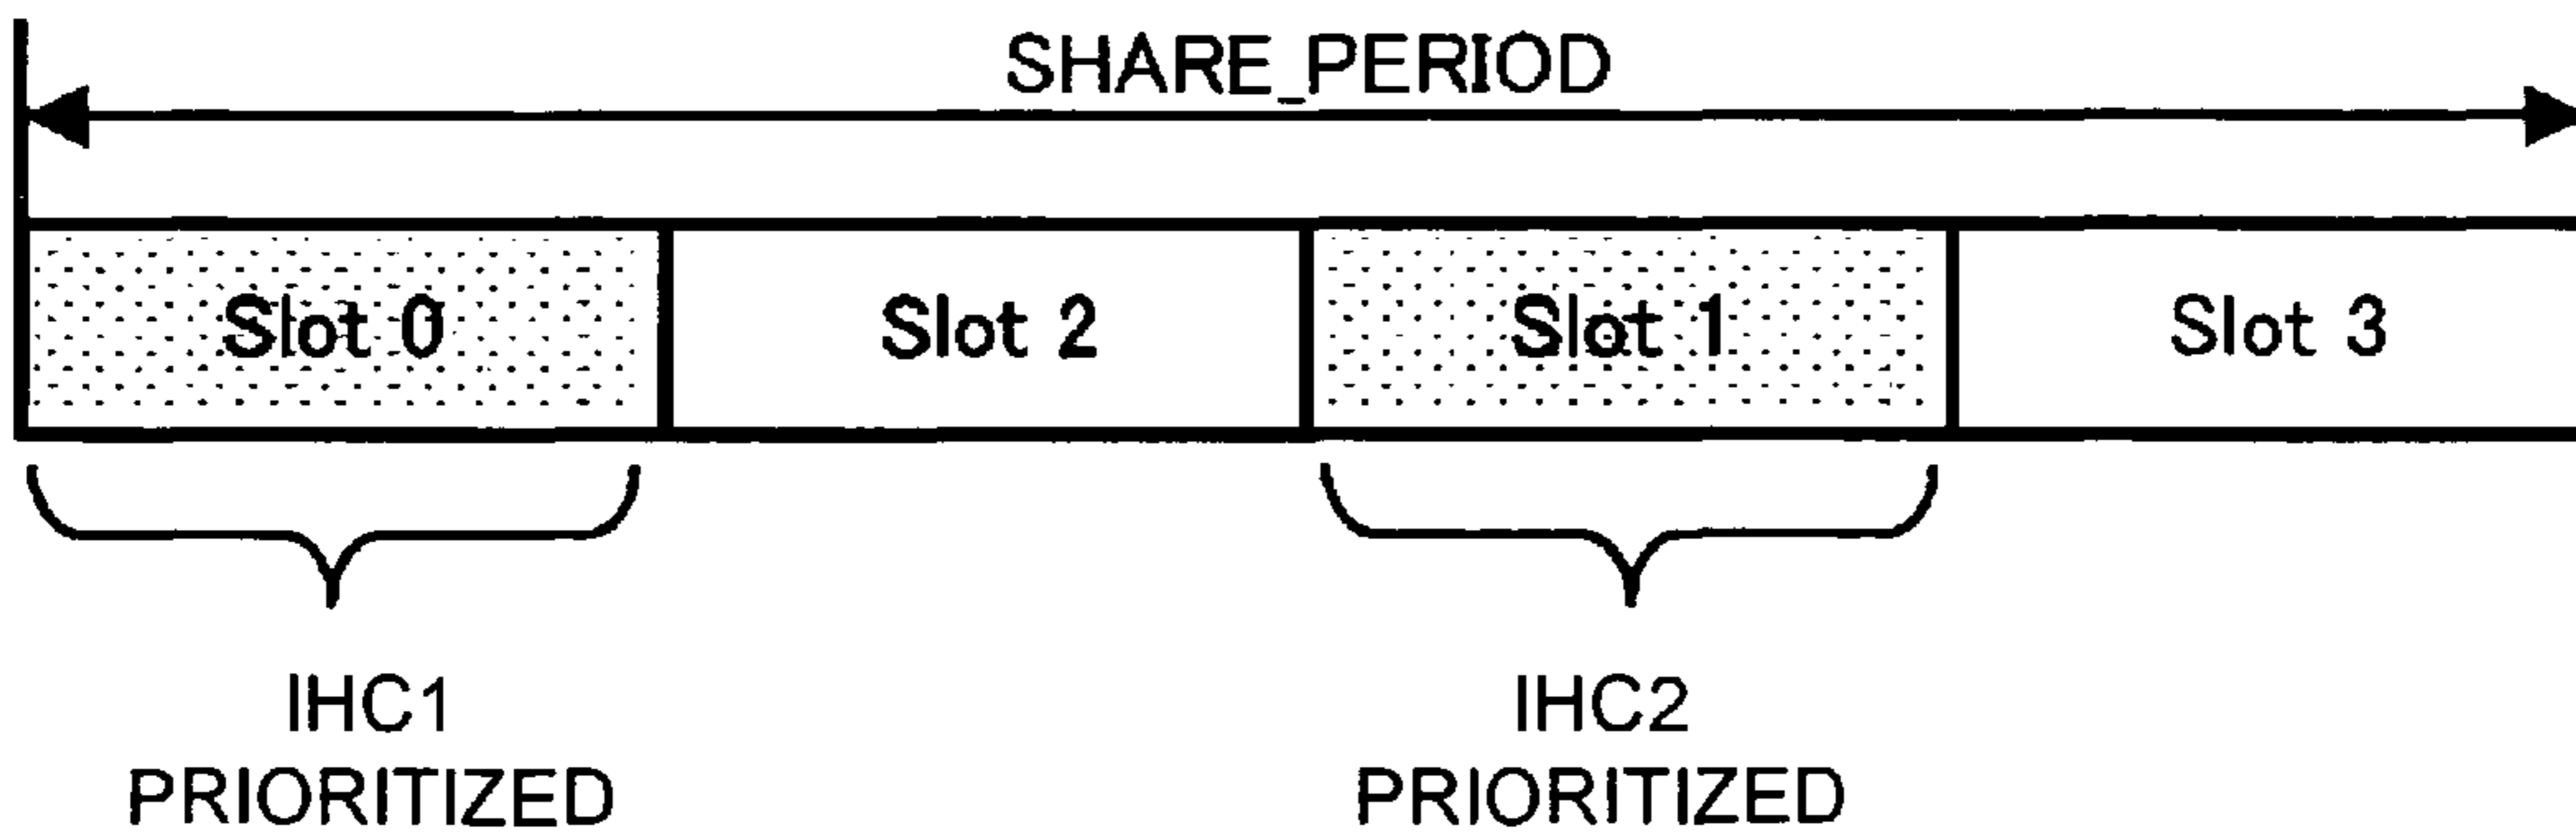 SHARE_PERIOD
Slot 0 Slot 2 Slot 1 Slot 3
IHC1 IHC2
PRIORITIZED PRIORITIZED